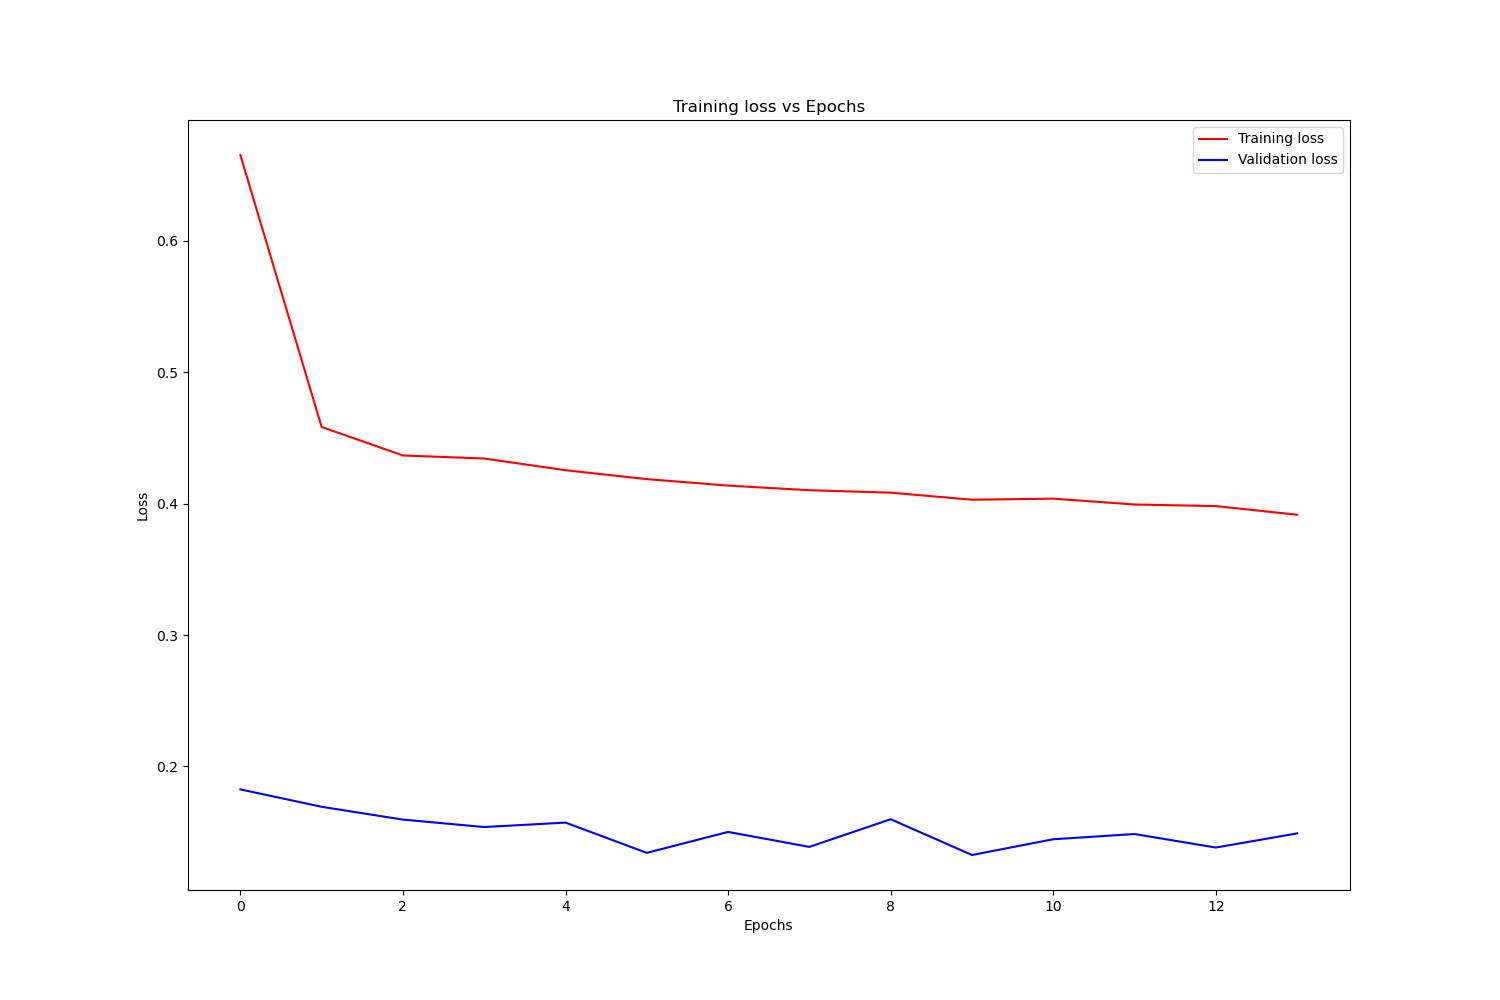 Training loss vs Epochs
Training loss
Validation loss
0.6
0.5
0.4
0.3
0.2
Loss
0 2 4 6 8 10 12
Epochs